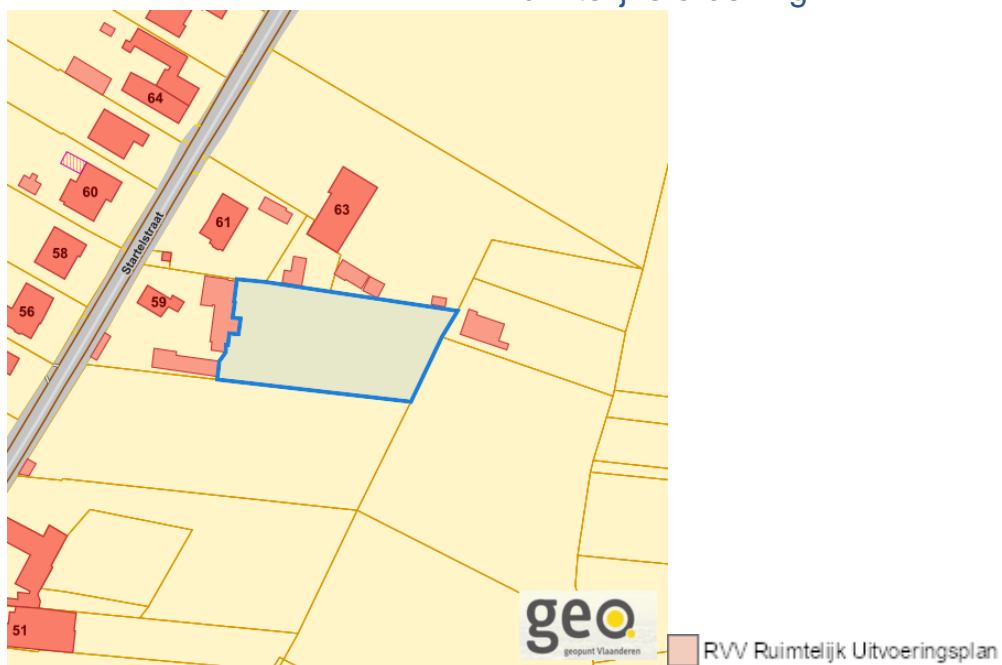 64
60
63
61
58
Startelstraat
59
56
51
geo
geopunt Vlaanderen
RVV Ruimtelijk Uitvoeringsplan